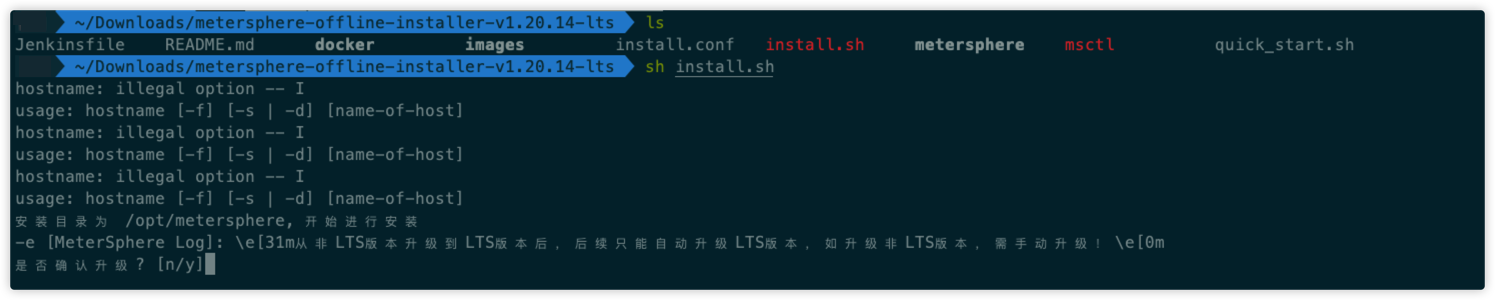 ~/Downloads/metersphere-offline-installer-v1.20.14-lts ls
Jenkinsfile README.md docker images install.conf install.sh metersphere msctl quick_start.sh
~/Downloads/metersphere-offline-installer-v1.20.14-lts sh install.sh
hostname: illegal option -- I
usage: hostname [-f] [-s | -d] [name-of-host]
hostname: illegal option -- I
usage: hostname [-f] [-s | -d] [name-of-host]
hostname: illegal option -- I
usage: hostname [-f] [-s | -d] [name-of-host]
安装目录为 /opt/metersphere, 开始进行安装
-e [MeterSphere Log]: \e[31m从非LTS版本升级到LTS版本后, 后续只能自动升级LTS版本, 如升级非LTS版本, 需手动升级! \e[0m
是否确认升级? [n/y]